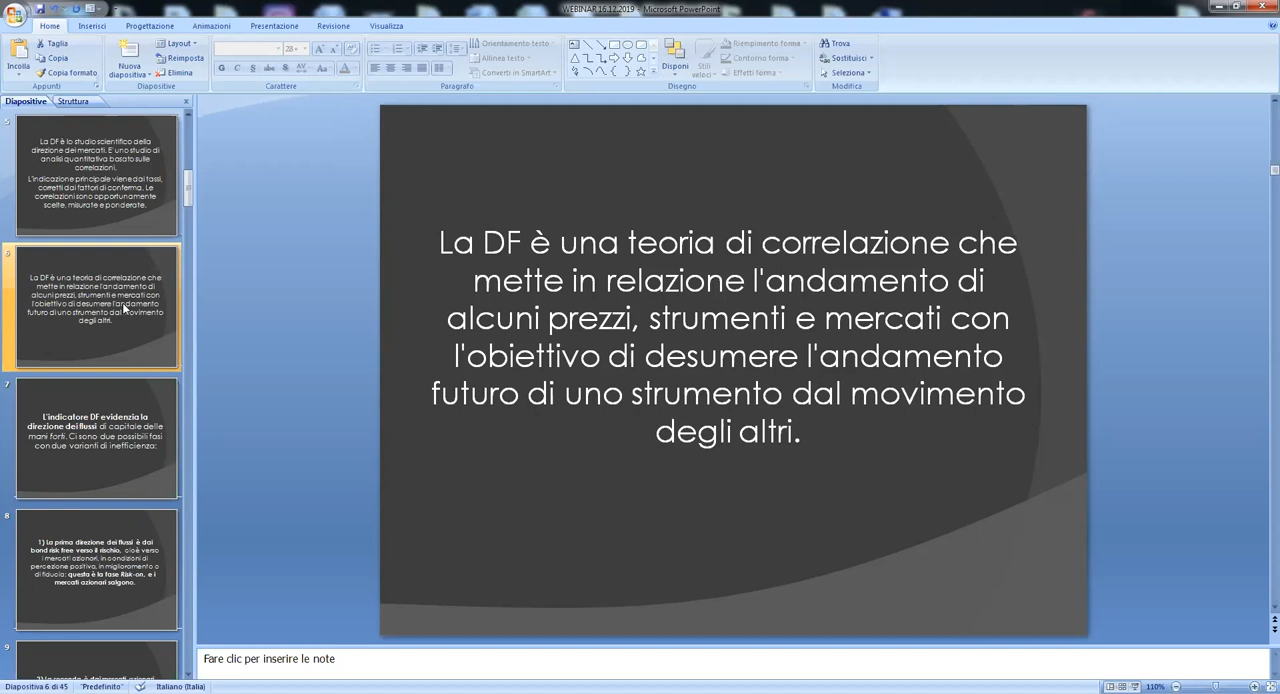 WEBINAR 16.12.2019 - Microsoft PowerPoint
Home Inserisci Progettazione Animazioni Presentazione Revisione Visualizza
Incolla
Taglia
Copia
Copia formato
Appunti
Nuova
diapositiva
Layout
Reimposta
Elimina
Diapositive
28
G C S abc S AV Aa A
Carattere
Orientamento testo
Allinea testo
Converti in SmartArt
Paragrafo
Disponi
Stili
veloci
Riempimento forma
Contorno forma
Effetti forma
Disegno
Trova
Sostituisci
Seleziona
Modifica
Diapositive Struttura
5
La DF è lo studio scientifico della
direzione dei mercati. E' uno studio di
analisi quantitativa basato sulle
correlazioni.
L'indicazione principale viene dai tassi,
corretti dai fattori di conferma. Le
correlazioni sono opportunamente
scelte, misurate e ponderate.
6
La DF è una teoria di correlazione che
mette in relazione l'andamento di
alcuni prezzi, strumenti e mercati con
l'obiettivo di desumere l'andamento
futuro di uno strumento dal movimento
degli altri.
7
L'indicatore DF evidenzia la
direzione dei flussi di capitale delle
mani forti. Ci sono due possibili fasi
con due varianti di inefficienza:
8
1) La prima direzione dei flussi è dai
bond risk free verso il rischio, cioè verso
i mercati azionari, in condizioni di
percezione positiva, in miglioramento o
di fiducia: questa è la fase Risk-on, e i
mercati azionari salgono.
9
La DF è una teoria di correlazione che
mette in relazione l'andamento di
alcuni prezzi, strumenti e mercati con
l'obiettivo di desumere l'andamento
futuro di uno strumento dal movimento
degli altri.
Fare clic per inserire le note
Diapositiva 6 di 45 "Predefinito" Italiano (Italia) 110%